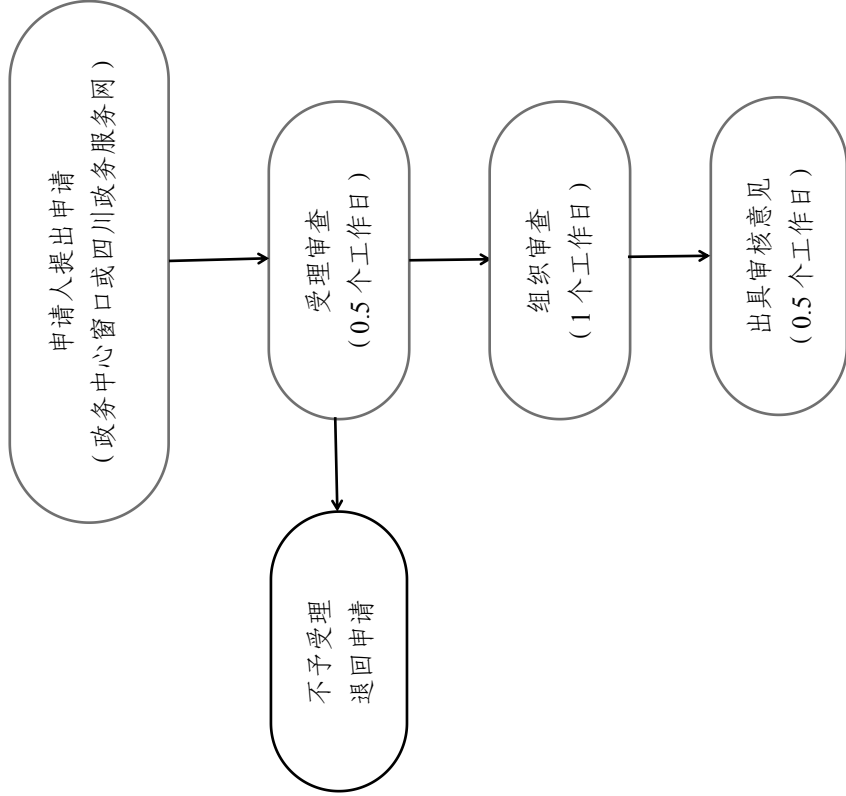 申请人提出申请
（政务中心窗口或四川政务服务网）
受理审查
（0.5 个工作日）
组织审查
（1 个工作日）
出具审核意见
（0.5 个工作日）
不予受理
退回申请